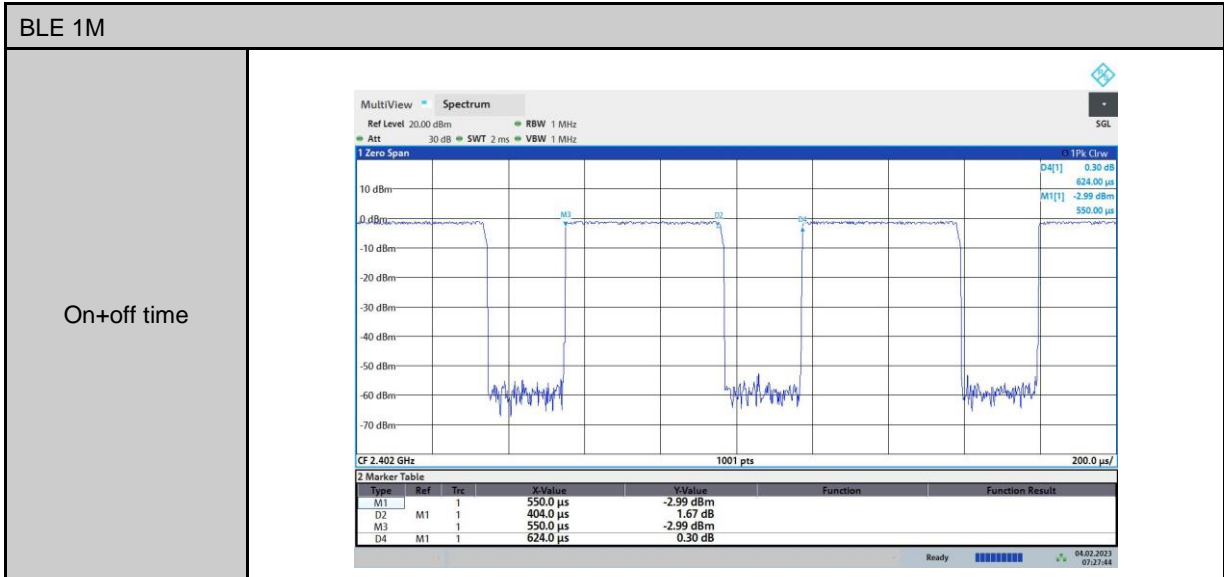 BLE 1M
On+off time
MultiView Spectrum
Ref Level 20.00 dBm RBW 1 MHz SGL
Att 30 dB SWT 2 ms VBW 1 MHz
1 Zero Span 1Pk Clrw
D4[1] 0.30 dB
624.00 µs
10 dBm
M1[1] -2.99 dBm
550.00 µs
0 dBm M3 D2 D4
-10 dBm
-20 dBm
-30 dBm
-40 dBm
-50 dBm
-60 dBm
-70 dBm
CF 2.402 GHz 1001 pts 200.0 µs/
2 Marker Table
Type Ref Trc X-Value Y-Value Function Function Result
M1 1 550.0 µs -2.99 dBm
D2 M1 1 404.0 µs 1.67 dB
M3 1 550.0 µs -2.99 dBm
D4 M1 1 624.0 µs 0.30 dB
Ready 04.02.2023
07:27:44